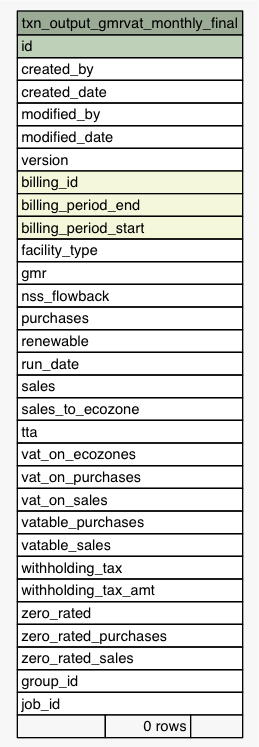 txn_output_gmrvat_monthly_final
id
created_by
created_date
modified_by
modified_date
version
billing_id
billing_period_end
billing_period_start
facility_type
gmr
nss_flowback
purchases
renewable
run_date
sales
sales_to_ecozone
tta
vat_on_ecozones
vat_on_purchases
vat_on_sales
vatable_purchases
vatable_sales
withholding_tax
withholding_tax_amt
zero_rated
zero_rated_purchases
zero_rated_sales
group_id
job_id
0 rows